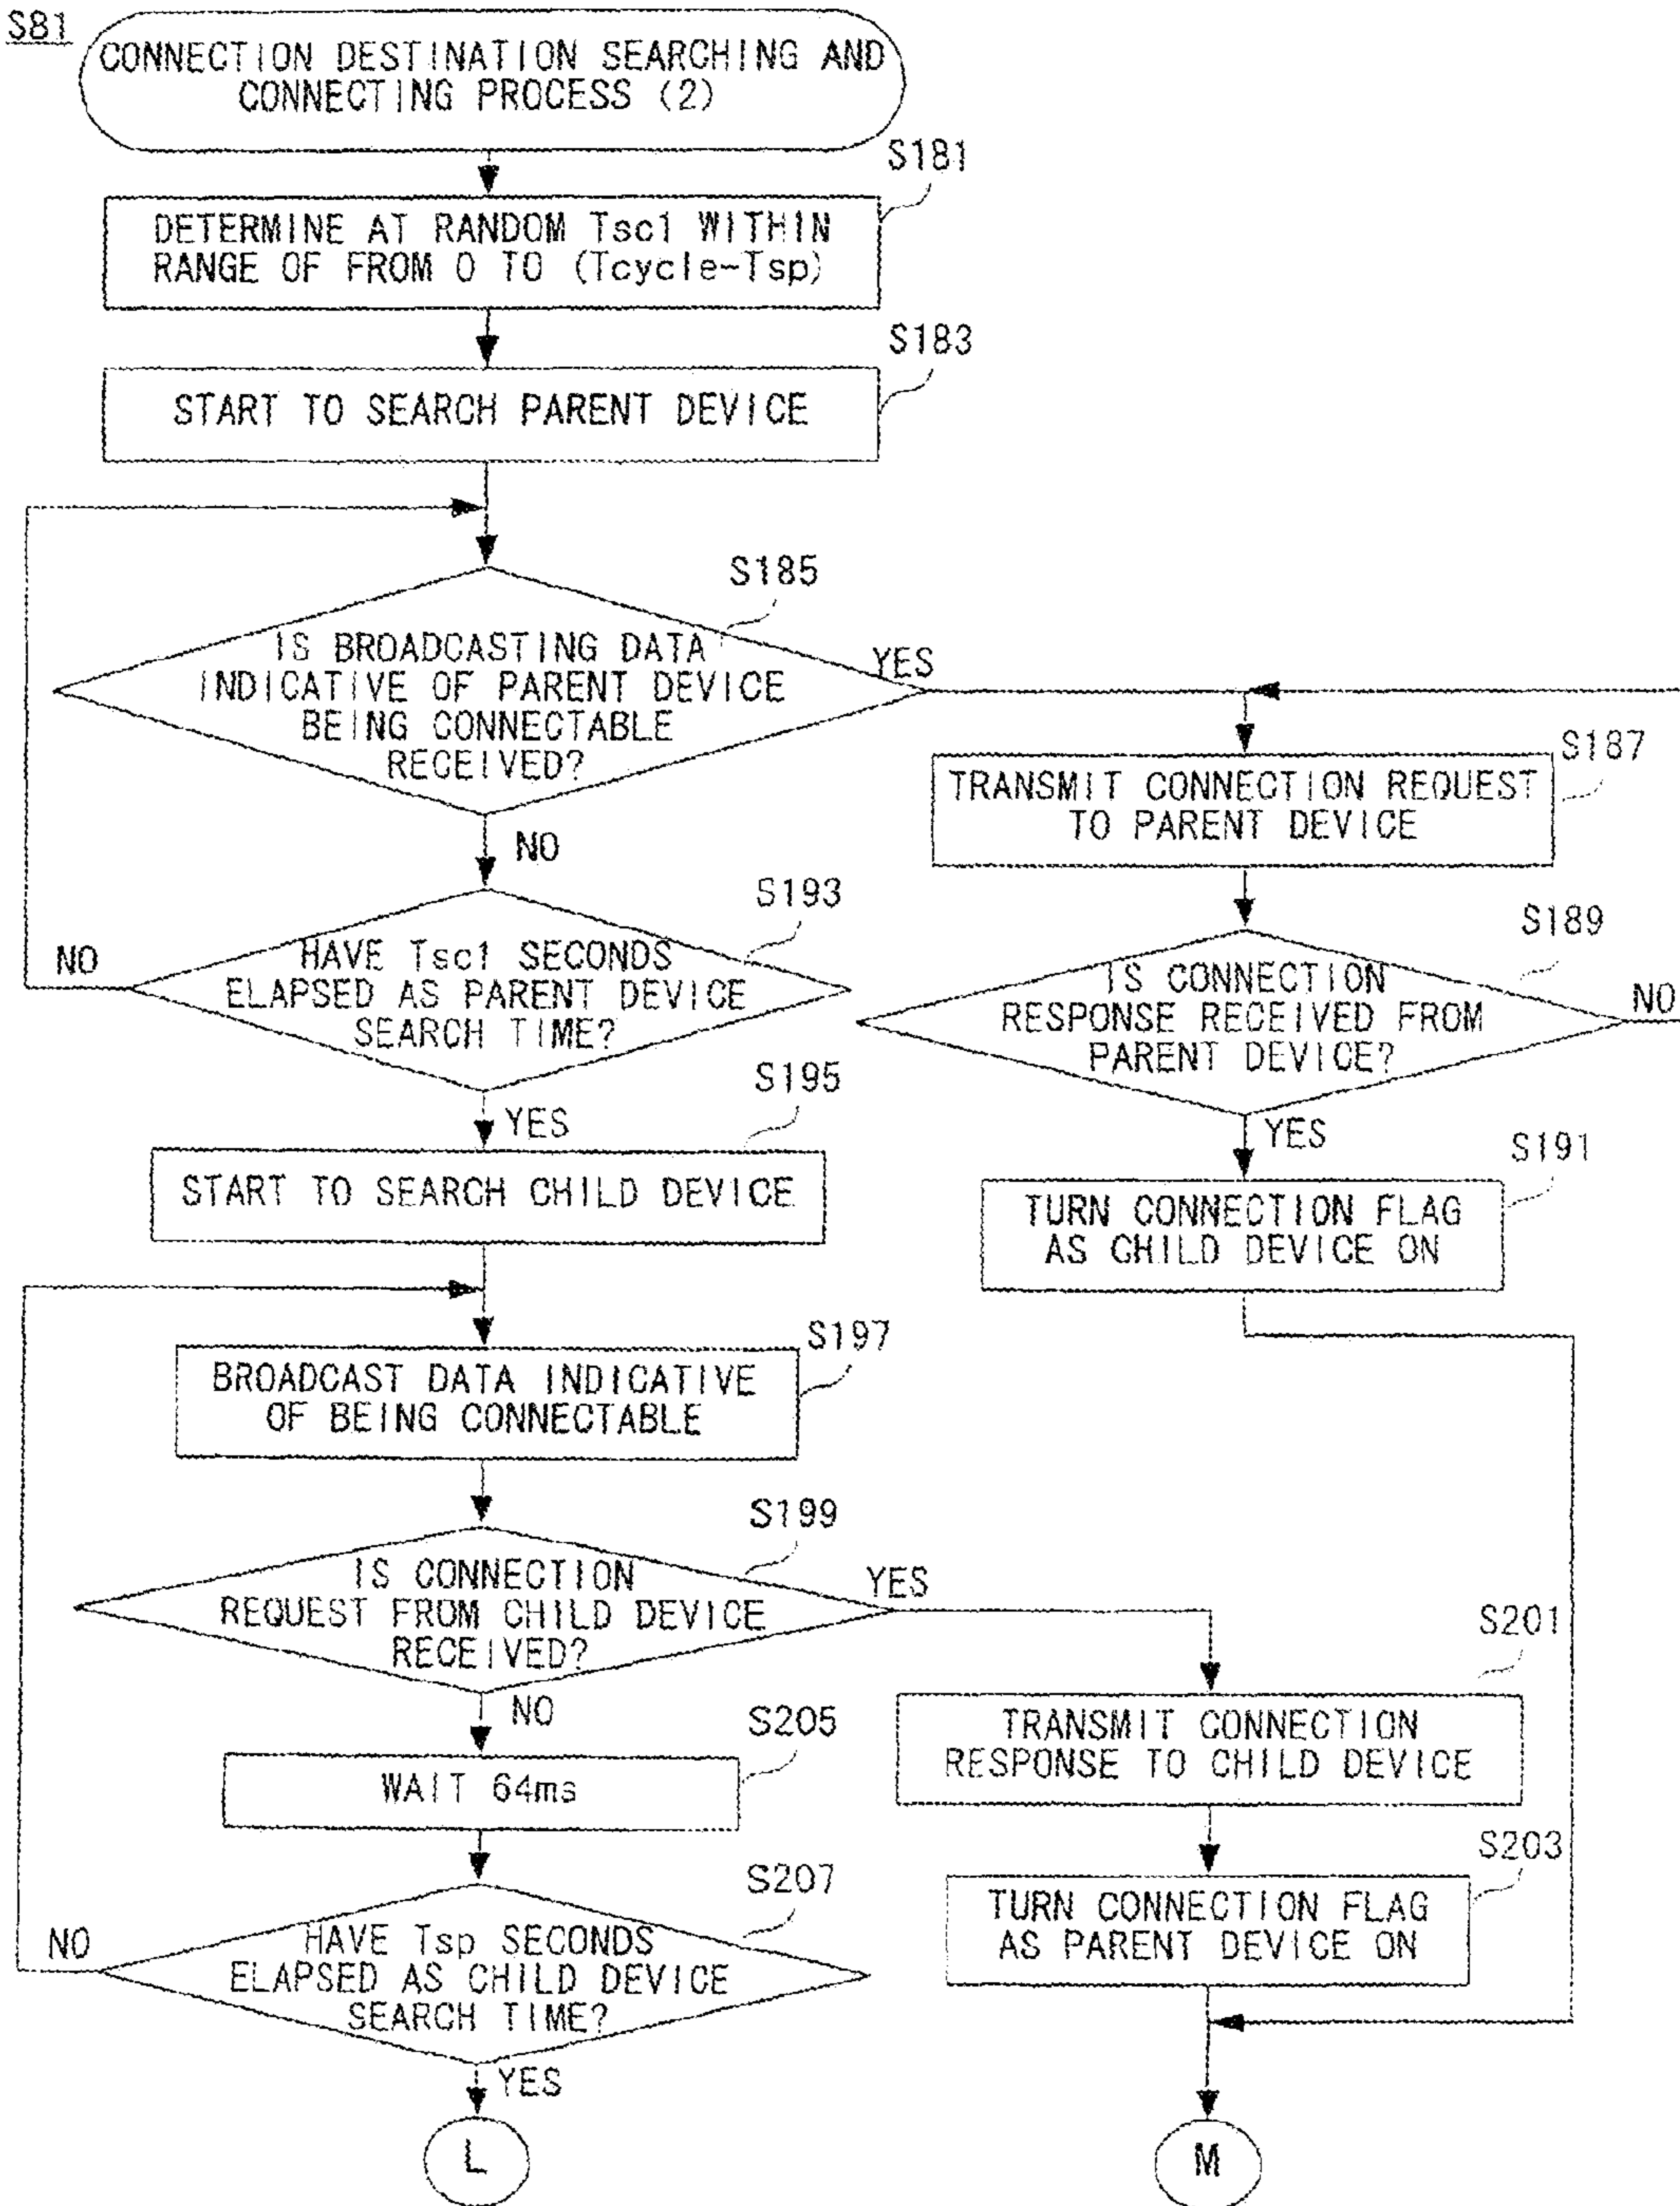 S81
CONNECTION DESTINATION SEARCHING AND
CONNECTING PROCESS (2)
S181
DETERMINE AT RANDOM Tsc1 WITHIN
RANGE OF FROM 0 TO (Tcycle-Tsp)
S183
START TO SEARCH PARENT DEVICE
S185
IS BROADCASTING DATA
INDICATIVE OF PARENT DEVICE
BEING CONNECTABLE
RECEIVED?
YES
NO
S187
TRANSMIT CONNECTION REQUEST
TO PARENT DEVICE
S193
HAVE Tsc1 SECONDS
ELAPSED AS PARENT DEVICE
SEARCH TIME?
NO
YES
S189
IS CONNECTION
RESPONSE RECEIVED FROM
PARENT DEVICE?
NO
YES
S195
START TO SEARCH CHILD DEVICE
S191
TURN CONNECTION FLAG
AS CHILD DEVICE ON
S197
BROADCAST DATA INDICATIVE
OF BEING CONNECTABLE
S199
IS CONNECTION
REQUEST FROM CHILD DEVICE
RECEIVED?
YES
NO
S201
TRANSMIT CONNECTION
RESPONSE TO CHILD DEVICE
S205
WAIT 64ms
S203
TURN CONNECTION FLAG
AS PARENT DEVICE ON
S207
HAVE Tsp SECONDS
ELAPSED AS CHILD DEVICE
SEARCH TIME?
NO
YES
L
M